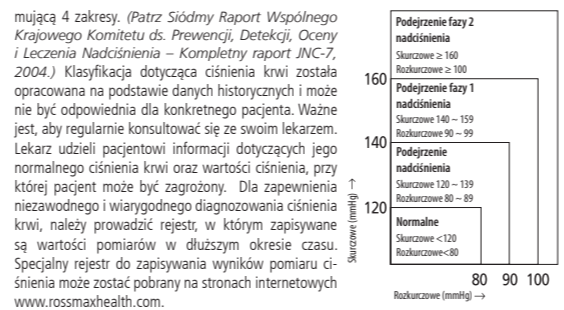 mującą 4 zakresy. (Patrz Siódmy Raport Wspólnego
Krajowego Komitetu ds. Prewencji, Detekcji, Oceny
i Leczenia Nadciśnienia – Kompletny raport JNC-7,
2004.) Klasyfikacja dotycząca ciśnienia krwi została
opracowana na podstawie danych historycznych i może
nie być odpowiednia dla konkretnego pacjenta. Ważne
jest, aby regularnie konsultować się ze swoim lekarzem.
Lekarz udzieli pacjentowi informacji dotyczących jego
normalnego ciśnienia krwi oraz wartości ciśnienia, przy
której pacjent może być zagrożony. Dla zapewnienia
niezawodnego i wiarygodnego diagnozowania ciśnienia
krwi, należy prowadzić rejestr, w którym zapisywane
są wartości pomiarów w dłuższym okresie czasu.
Specjalny rejestr do zapisywania wyników pomiaru ci-
śnienia może zostać pobrany na stronach internetowych
www.rossmaxhealth.com.
Podejrzenie fazy 2
nadciśnienia
Skurczowe ≥ 160
Rozkurczowe ≥ 100
160
Podejrzenie fazy 1
nadciśnienia
Skurczowe 140 ~ 159
Rozkurczowe 90 ~ 99
140
Podejrzenie
nadciśnienia
Skurczowe 120 ~ 139
Rozkurczowe 80 ~ 89
120
Normalne
Skurczowe <120
Rozkurczowe<80
Skurczowe (mmHg) →
80 90 100
Rozkurczowe (mmHg) →